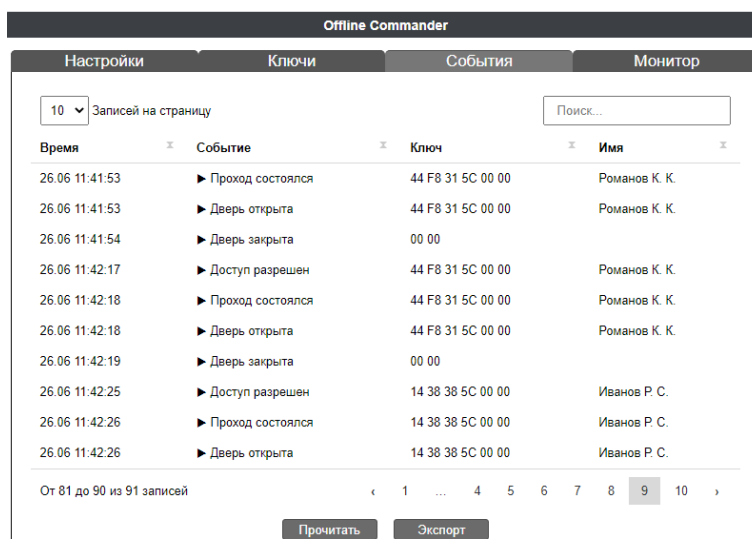 Offline Commander
Настройки Ключи События Монитор
10 Записей на страницу Поиск...
Время Событие Ключ Имя
26.06 11:41:53 ▶ Проход состоялся 44 F8 31 5C 00 00 Романов К. К.
26.06 11:41:53 ▶ Дверь открыта 44 F8 31 5C 00 00 Романов К. К.
26.06 11:41:54 ▶ Дверь закрыта 00 00
26.06 11:42:17 ▶ Доступ разрешен 44 F8 31 5C 00 00 Романов К. К.
26.06 11:42:18 ▶ Проход состоялся 44 F8 31 5C 00 00 Романов К. К.
26.06 11:42:18 ▶ Дверь открыта 44 F8 31 5C 00 00 Романов К. К.
26.06 11:42:19 ▶ Дверь закрыта 00 00
26.06 11:42:25 ▶ Доступ разрешен 14 38 38 5C 00 00 Иванов Р. С.
26.06 11:42:26 ▶ Проход состоялся 14 38 38 5C 00 00 Иванов Р. С.
26.06 11:42:26 ▶ Дверь открыта 14 38 38 5C 00 00 Иванов Р. С.
От 81 до 90 из 91 записей ‹ 1 ... 4 5 6 7 8 9 10 ›
Прочитать Экспорт